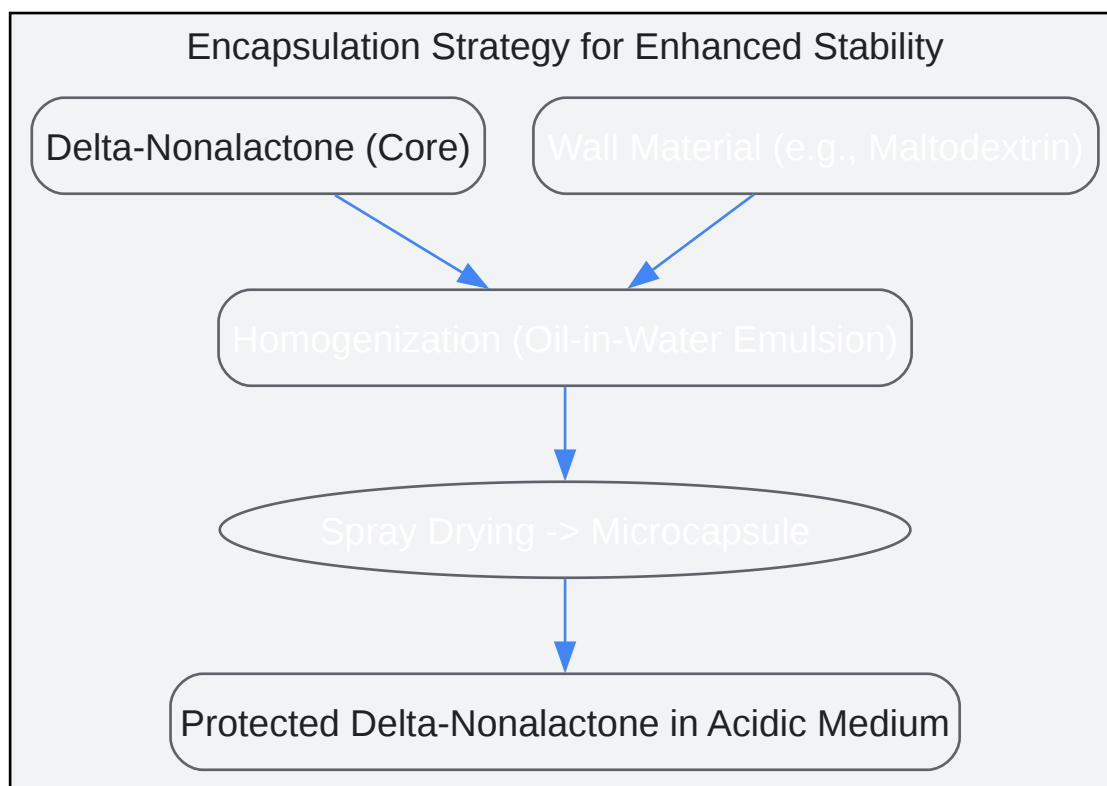 Encapsulation Strategy for Enhanced Stability
Delta-Nonalactone (Core)
Wall Material (e.g., Maltodextrin)
Homogenization (Oil-in-Water Emulsion)
Spray Drying -> Microcapsule
Protected Delta-Nonalactone in Acidic Medium